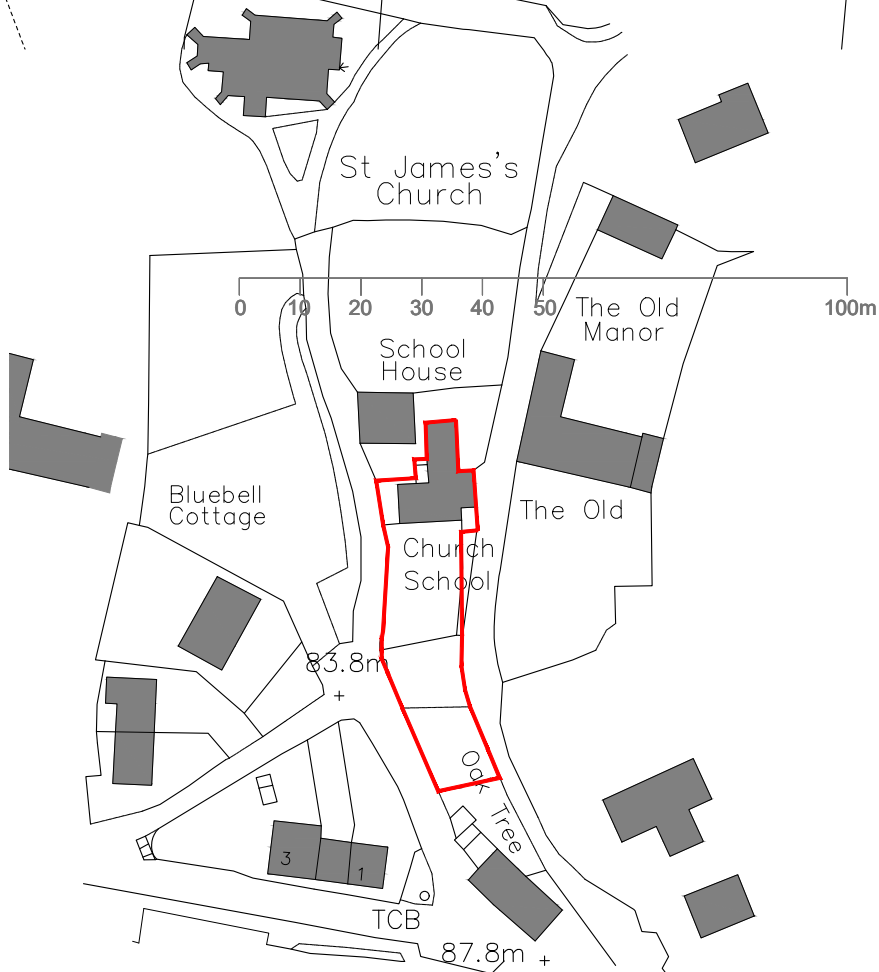 St James's
Church
0 10 20 30 40 50 100m
The Old
Manor
School
House
Bluebell
Cottage
The Old
Church
School
83.8m
Oak Tree
3
1
TCB
87.8m